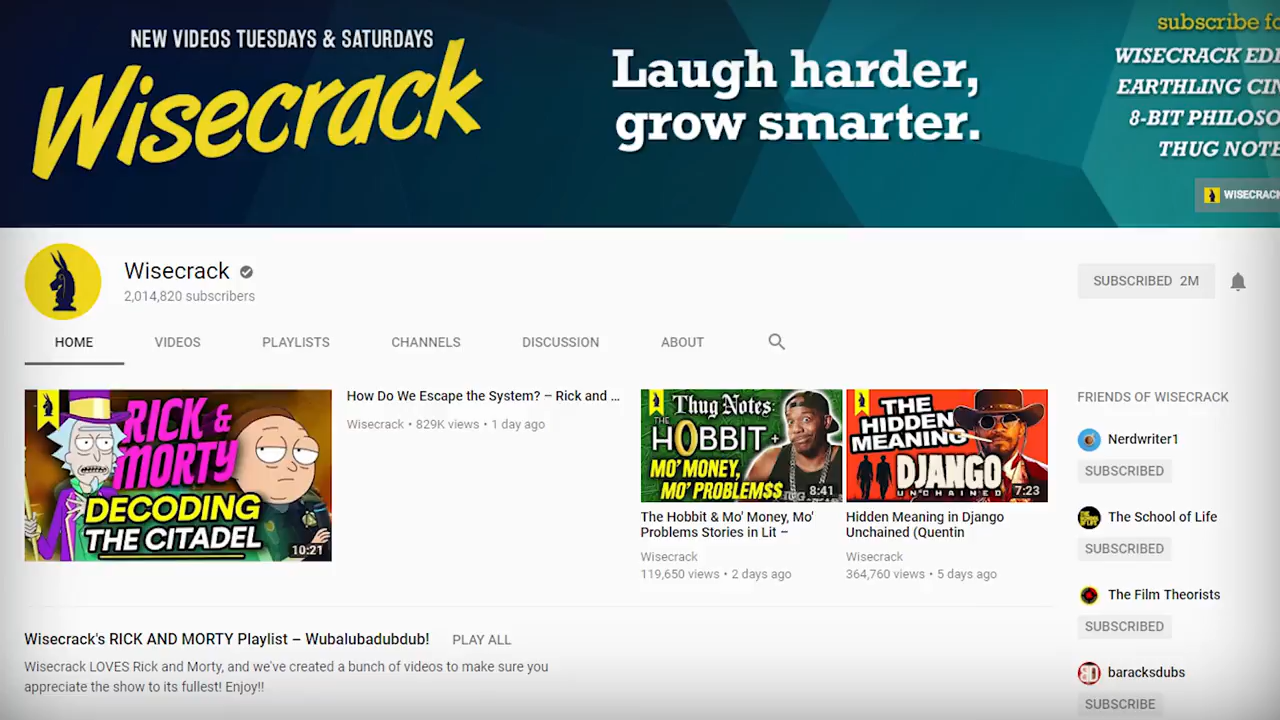 NEW VIDEOS TUESDAYS & SATURDAYS
Wisecrack
Laugh harder,
grow smarter.
subscribe fo
WISECRACK EDI
EARTHLING CIN
8-BIT PHILOSO
THUG NOTE
WISECRACK
Wisecrack
2,014,820 subscribers
SUBSCRIBED 2M
HOME
VIDEOS
PLAYLISTS
CHANNELS
DISCUSSION
ABOUT
RICK &
MORTY
DECODING
THE CITADEL
10:21
How Do We Escape the System? – Rick and ...
Wisecrack • 829K views • 1 day ago
Thug Notes:
THE
HOBBIT +
MO' MONEY,
MO' PROBLEM$$
8:41
The Hobbit & Mo' Money, Mo'
Problems Stories in Lit –
Wisecrack
119,650 views • 2 days ago
THE
HIDDEN
MEANING
DJANGO
UNCHAINED
7:23
Hidden Meaning in Django
Unchained (Quentin
Wisecrack
364,760 views • 5 days ago
FRIENDS OF WISECRACK
Nerdwriter1
SUBSCRIBED
The School of Life
SUBSCRIBED
The Film Theorists
SUBSCRIBED
baracksdubs
SUBSCRIBE
Wisecrack's RICK AND MORTY Playlist – Wubalubadubdub!
PLAY ALL
Wisecrack LOVES Rick and Morty, and we've created a bunch of videos to make sure you
appreciate the show to its fullest! Enjoy!!